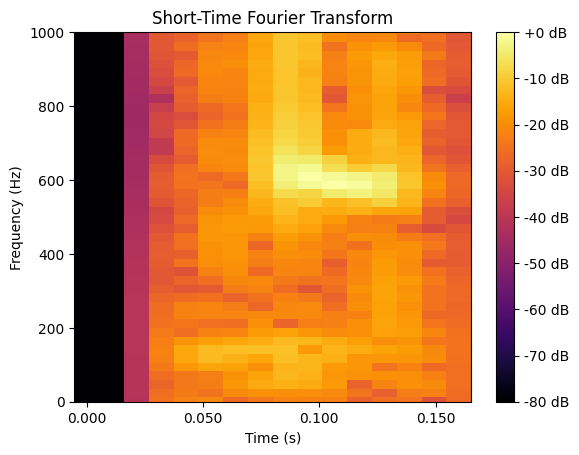 Short-Time Fourier Transform
Frequency (Hz)
1000
800
600
400
200
0
0.000
0.050
0.100
0.150
Time (s)
+0 dB
-10 dB
-20 dB
-30 dB
-40 dB
-50 dB
-60 dB
-70 dB
-80 dB